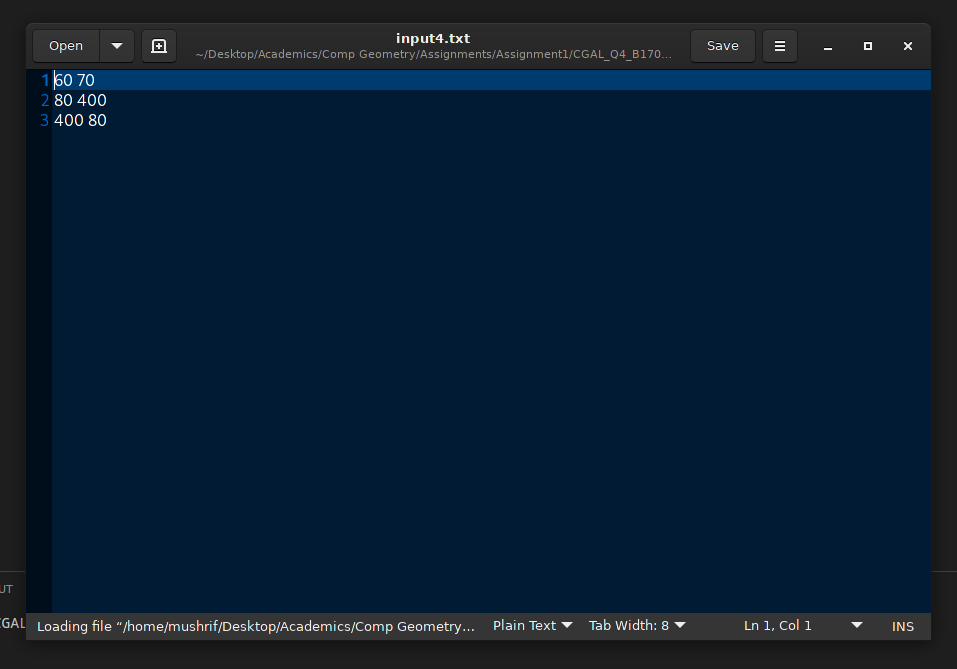 Open
input4.txt
~/Desktop/Academics/Comp Geometry/Assignments/Assignment1/CGAL_Q4_B170...
Save
1 60 70
2 80 400
3 400 80
UT
CGAL
Loading file “/home/mushrif/Desktop/Academics/Comp Geometry... Plain Text Tab Width: 8 Ln 1, Col 1 INS